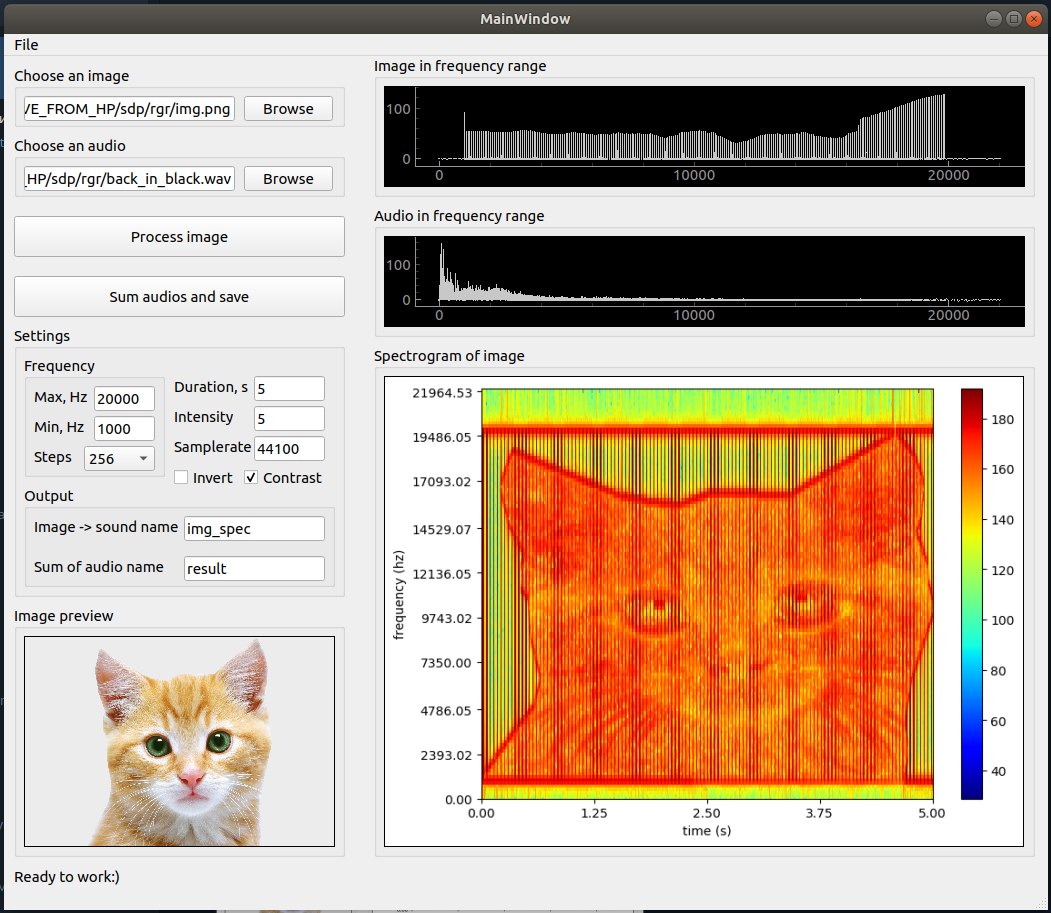 MainWindow
File
Choose an image
/E_FROM_HP/sdp/rgr/img.png
Browse
Choose an audio
_HP/sdp/rgr/back_in_black.wav
Browse
Process image
Sum audios and save
Settings
Frequency
Max, Hz 20000
Min, Hz 1000
Steps 256
Duration, s 5
Intensity 5
Samplerate 44100
Invert
Contrast
Output
Image -> sound name img_spec
Sum of audio name result
Image preview
Ready to work:)
Image in frequency range
100
0
0 10000 20000
Audio in frequency range
100
0
0 10000 20000
Spectrogram of image
21964.53
19486.05
17093.02
14529.07
12136.05
9743.02
7350.00
4786.05
2393.02
0.00
frequency (hz)
0.00 1.25 2.50 3.75 5.00
time (s)
180
160
140
120
100
80
60
40